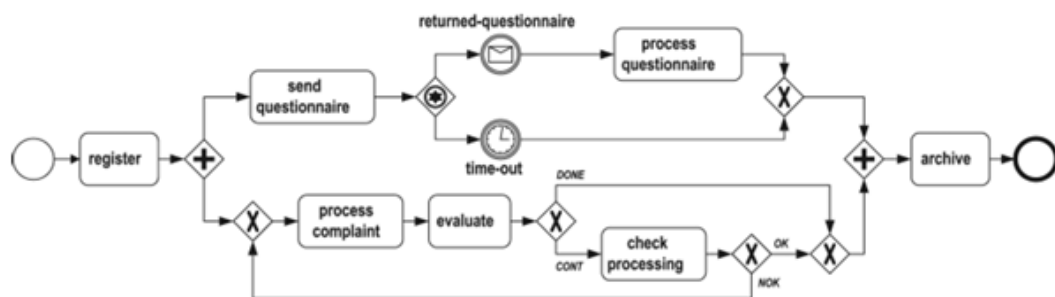 returned-questionnaire
process
questionnaire
send
questionnaire
register
time-out
archive
DONE
process
complaint
evaluate
check
processing
OK
CONT
NOK